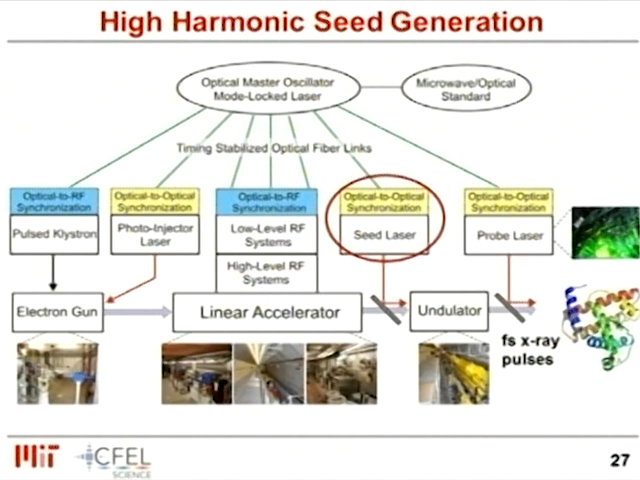 High Harmonic Seed Generation
Optical Master Oscillator
Mode-Locked Laser
Microwave/Optical
Standard
Timing Stabilized Optical Fiber Links
Optical-to-RF
Synchronization
Pulsed Klystron
Optical-to-Optical
Synchronization
Photo-Injector
Laser
Optical-to-RF
Synchronization
Low-Level RF
Systems
High-Level RF
Systems
Optical-to-Optical
Synchronization
Seed Laser
Optical-to-Optical
Synchronization
Probe Laser
Electron Gun
Linear Accelerator
Undulator
fs x-ray
pulses
MIT
CFEL
SCIENCE
27